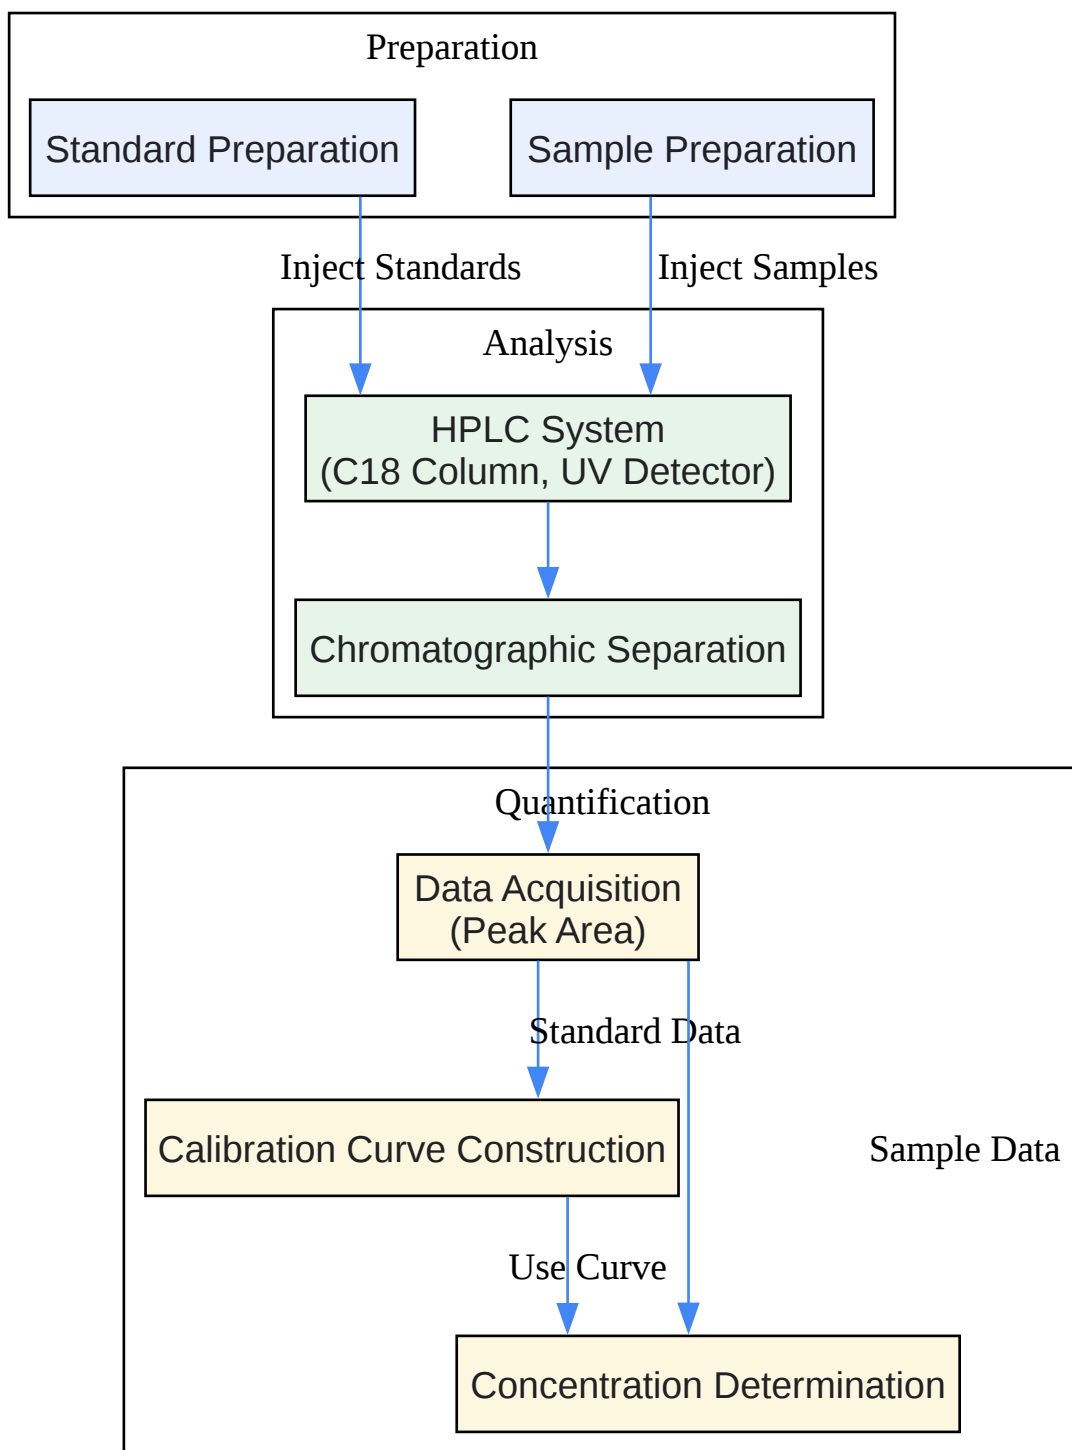 Preparation
Standard Preparation
Sample Preparation
Inject Standards
Inject Samples
Analysis
HPLC System
(C18 Column, UV Detector)
Chromatographic Separation
Quantification
Data Acquisition
(Peak Area)
Standard Data
Calibration Curve Construction
Sample Data
Use Curve
Concentration Determination